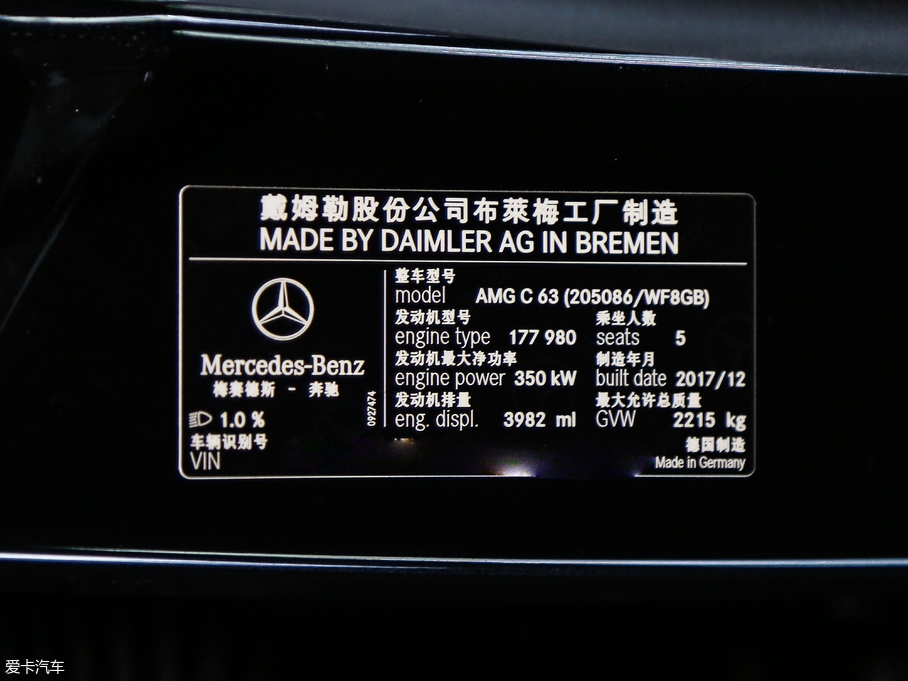 戴姆勒股份公司布萊梅工厂制造
MADE BY DAIMLER AG IN BREMEN
Mercedes-Benz
梅赛德斯 - 奔驰
1.0 %
车辆识别号
VIN
0927474
整车型号
model AMG C 63 (205086/WF8GB)
发动机型号 乘坐人数
engine type 177 980 seats 5
发动机最大净功率 制造年月
engine power 350 kW built date 2017/12
发动机排量 最大允许总质量
eng. displ. 3982 ml GVW 2215 kg
德国制造
Made in Germany
爱卡汽车